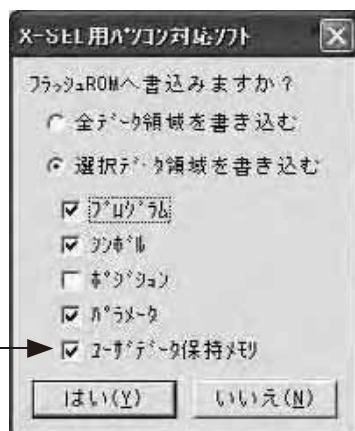 X-SEL用ﾊﾟｿｺﾝ対応ｿﾌﾄ
ﾌﾗｯｼｭROMへ書込みますか？
全ﾃﾞｰﾀ領域を書き込む
選択ﾃﾞｰﾀ領域を書き込む
ﾌﾟﾛｸﾞﾗﾑ
ｼﾝﾎﾞﾙ
ﾎﾟｼﾞｼｮﾝ
ﾊﾟﾗﾒｰﾀ
ﾕｰｻﾞﾃﾞｰﾀ保持ﾒﾓﾘ
はい(Y) いいえ(N)